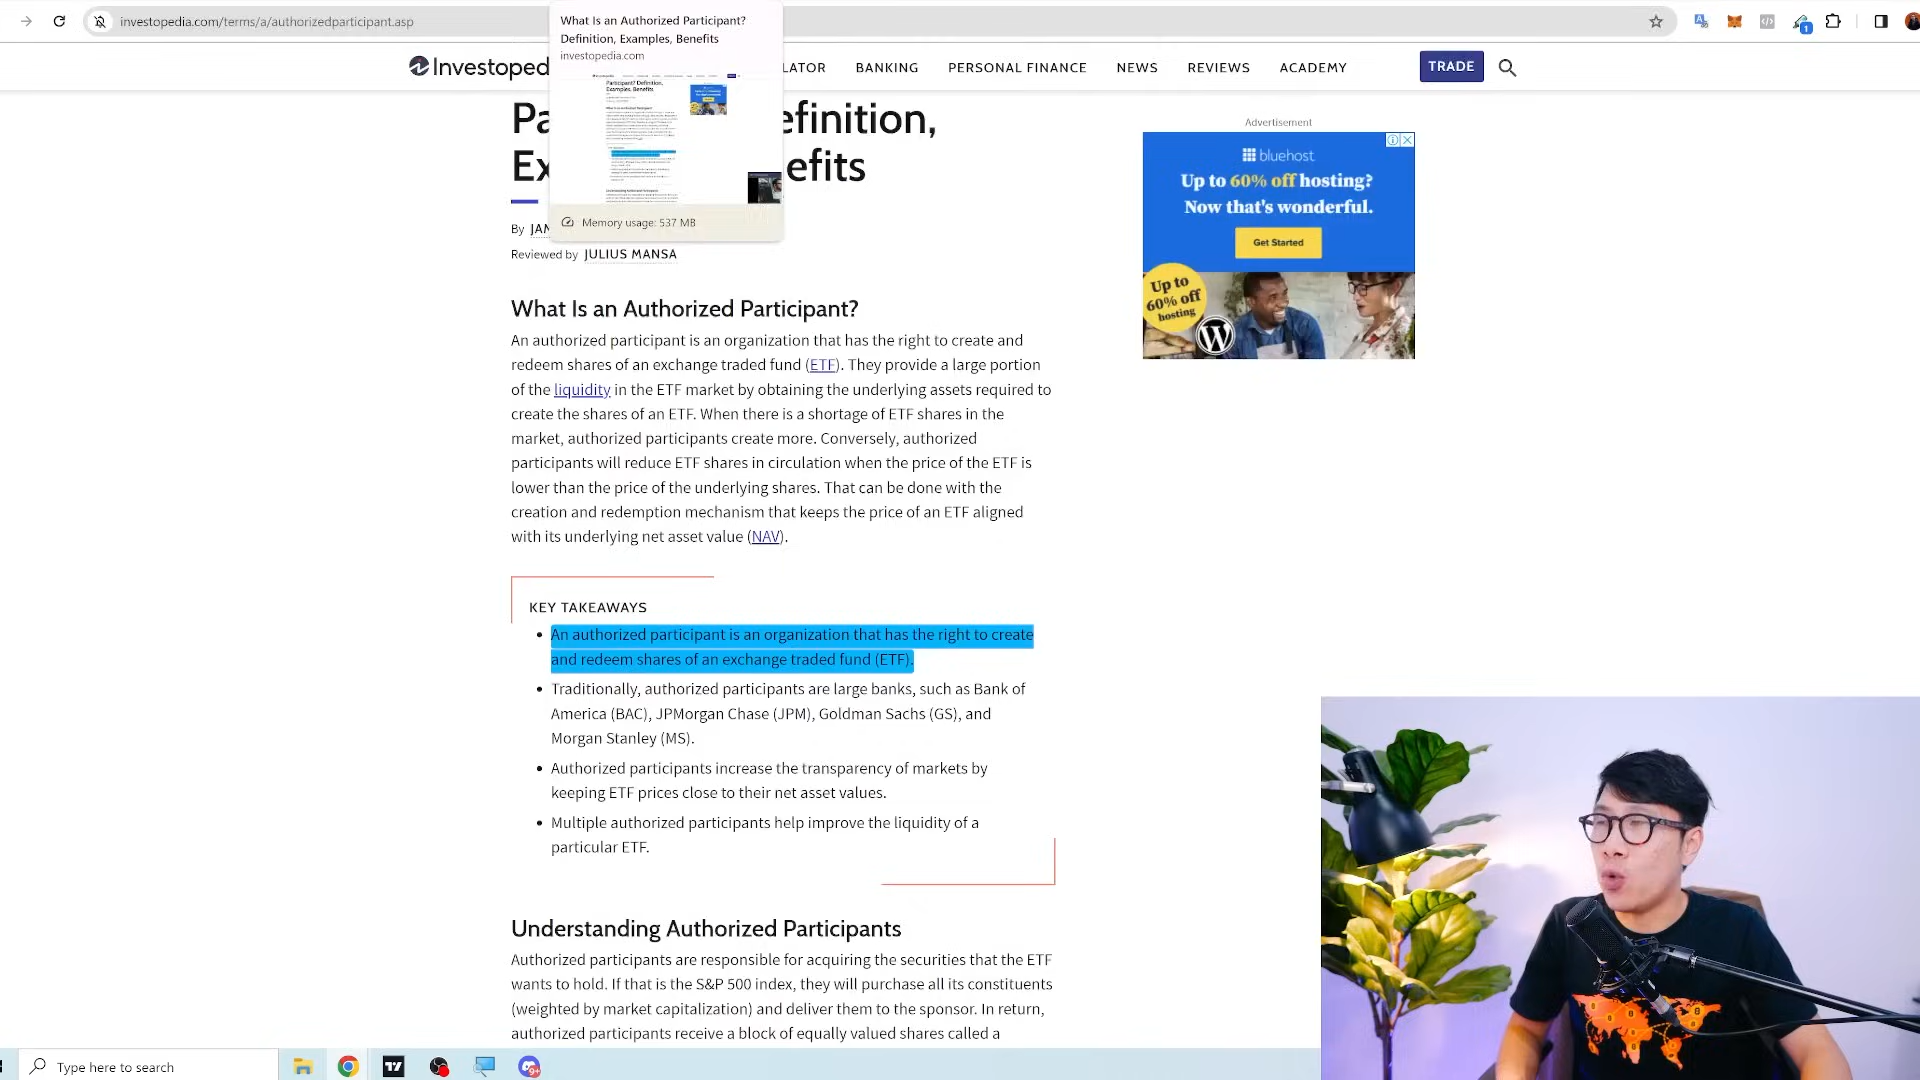 investopedia.com/terms/a/authorizedparticipant.asp
What Is an Authorized Participant?
Definition, Examples, Benefits
investopedia.com
Participant? Definition,
Examples, Benefits
Memory usage: 537 MB
Investoped
LATOR
BANKING
PERSONAL FINANCE
NEWS
REVIEWS
ACADEMY
TRADE
Pa
efinition,
Ex
efits
By JAN
Reviewed by JULIUS MANSA
Advertisement
bluehost
Up to 60% off hosting?
Now that's wonderful.
Get Started
Up to
60% off
hosting
What Is an Authorized Participant?
An authorized participant is an organization that has the right to create and
redeem shares of an exchange traded fund (ETF). They provide a large portion
of the liquidity in the ETF market by obtaining the underlying assets required to
create the shares of an ETF. When there is a shortage of ETF shares in the
market, authorized participants create more. Conversely, authorized
participants will reduce ETF shares in circulation when the price of the ETF is
lower than the price of the underlying shares. That can be done with the
creation and redemption mechanism that keeps the price of an ETF aligned
with its underlying net asset value (NAV).
KEY TAKEAWAYS
• An authorized participant is an organization that has the right to create
and redeem shares of an exchange traded fund (ETF).
• Traditionally, authorized participants are large banks, such as Bank of
America (BAC), JPMorgan Chase (JPM), Goldman Sachs (GS), and
Morgan Stanley (MS).
• Authorized participants increase the transparency of markets by
keeping ETF prices close to their net asset values.
• Multiple authorized participants help improve the liquidity of a
particular ETF.
Understanding Authorized Participants
Authorized participants are responsible for acquiring the securities that the ETF
wants to hold. If that is the S&P 500 index, they will purchase all its constituents
(weighted by market capitalization) and deliver them to the sponsor. In return,
authorized participants receive a block of equally valued shares called a
Type here to search
9+
1